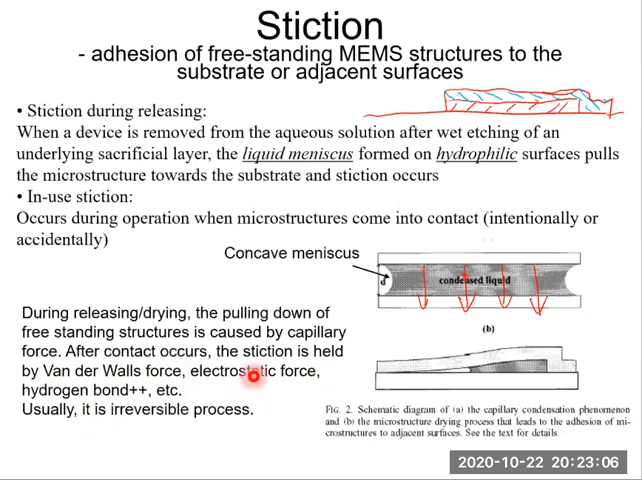 Stiction
- adhesion of free-standing MEMS structures to the
substrate or adjacent surfaces
• Stiction during releasing:
When a device is removed from the aqueous solution after wet etching of an
underlying sacrificial layer, the liquid meniscus formed on hydrophilic surfaces pulls
the microstructure towards the substrate and stiction occurs
• In-use stiction:
Occurs during operation when microstructures come into contact (intentionally or
accidentally)
Concave meniscus
d
condensed liquid
(b)
During releasing/drying, the pulling down of
free standing structures is caused by capillary
force. After contact occurs, the stiction is held
by Van der Walls force, electrostatic force,
hydrogen bond++, etc.
Usually, it is irreversible process.
FIG. 2. Schematic diagram of (a) the capillary condensation phenomenon
and (b) the microstructure drying process that leads to the adhesion of mi-
crostructures to adjacent surfaces. See the text for details.
2020-10-22 20:23:06